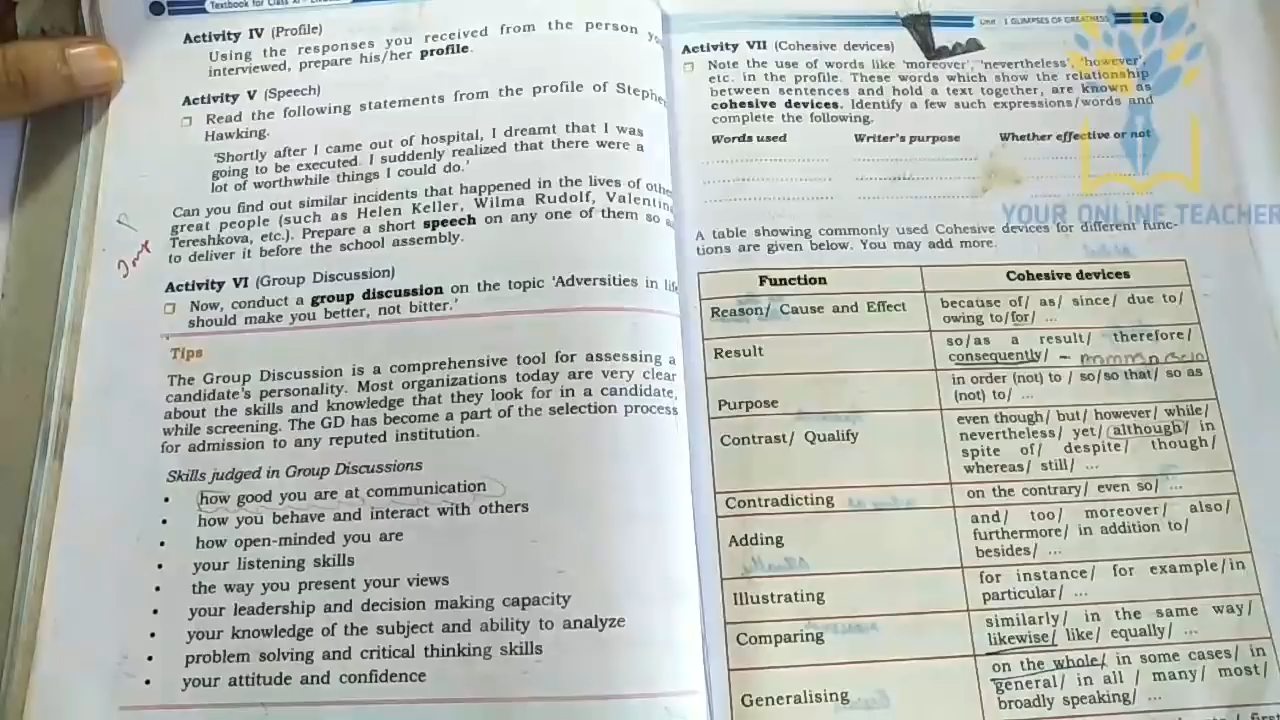 Textbook for Class XI
Activity IV (Profile)
Using the responses you received from the person
interviewed, prepare his/her profile.
Activity V (Speech)
❑ Read the following statements from the profile of Stephe
Hawking.
'Shortly after I came out of hospital, I dreamt that I was
going to be executed. I suddenly realized that there were a
lot of worthwhile things I could do.'
Can you find out similar incidents that happened in the lives of othe
great people (such as Helen Keller, Wilma Rudolf, Valentin
Tereshkova, etc.). Prepare a short speech on any one of them so
to deliver it before the school assembly.
Activity VI (Group Discussion)
❑ Now, conduct a group discussion on the topic 'Adversities in lif
should make you better, not bitter.'
Tips
The Group Discussion is a comprehensive tool for assessing a
candidate's personality. Most organizations today are very clear
about the skills and knowledge that they look for in a candidate,
while screening. The GD has become a part of the selection process
for admission to any reputed institution.
Skills judged in Group Discussions
• how good you are at communication
• how you behave and interact with others
• how open-minded you are
• your listening skills
• the way you present your views
• your leadership and decision making capacity
• your knowledge of the subject and ability to analyze
• problem solving and critical thinking skills
• your attitude and confidence
Unit : 1 GLIMPSES OF GREATNESS
Activity VII (Cohesive devices)
❑ Note the use of words like 'moreover', 'nevertheless', 'however',
etc. in the profile. These words which show the relationship
between sentences and hold a text together, are known as
cohesive devices. Identify a few such expressions/words and
complete the following.
Words used Writer's purpose Whether effective or not
YOUR ONLINE TEACHER
A table showing commonly used Cohesive devices for different func-
tions are given below. You may add more.
Function Cohesive devices
Reason/ Cause and Effect because of/ as/ since/ due to/
owing to/for/ ...
Result so/as a result/ therefore/
consequently/
Purpose in order (not) to / so/so that/ so as
(not) to/ ...
Contrast/ Qualify even though/ but/ however/ while/
nevertheless/ yet/ although/ in
spite of/ despite/ though/
whereas/ still/ ...
Contradicting on the contrary/ even so/ ...
Adding and/ too/ moreover/ also/
furthermore/ in addition to/
besides/ ...
Illustrating for instance/ for example/in
particular/ ...
Comparing similarly/ in the same way/
likewise/ like/ equally/ ...
Generalising on the whole/ in some cases/ in
general/ in all / many/ most/
broadly speaking/ ...